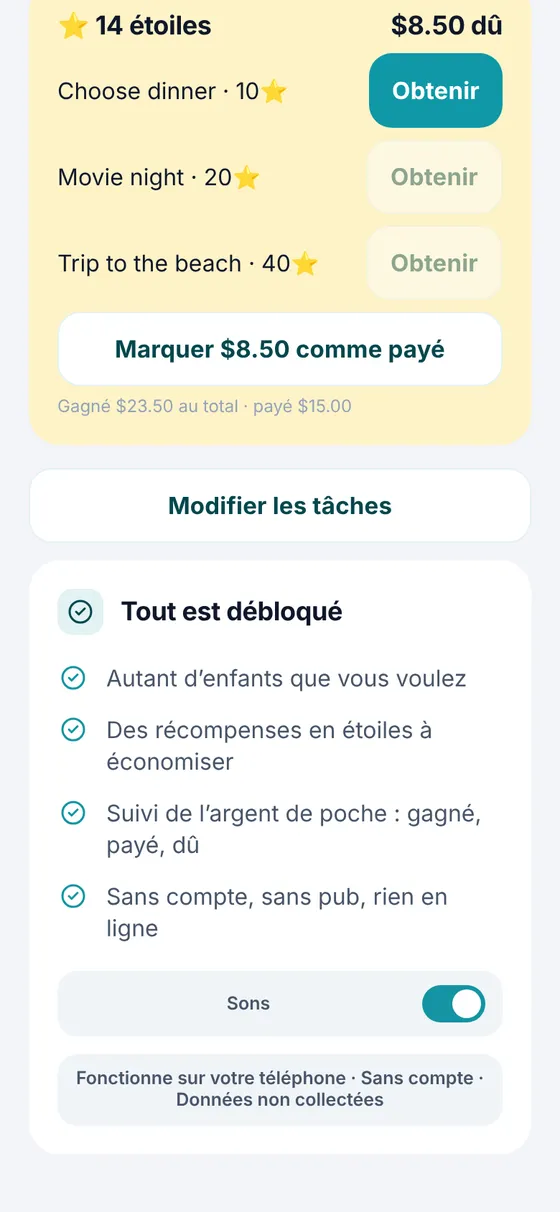 ⭐ 14 étoiles
$8.50 dû
Choose dinner · 10⭐
Obtenir
Movie night · 20⭐
Obtenir
Trip to the beach · 40⭐
Obtenir
Marquer $8.50 comme payé
Gagné $23.50 au total · payé $15.00
Modifier les tâches
Tout est débloqué
Autant d’enfants que vous voulez
Des récompenses en étoiles à
économiser
Suivi de l’argent de poche : gagné,
payé, dû
Sans compte, sans pub, rien en
ligne
Sons
Fonctionne sur votre téléphone · Sans compte ·
Données non collectées